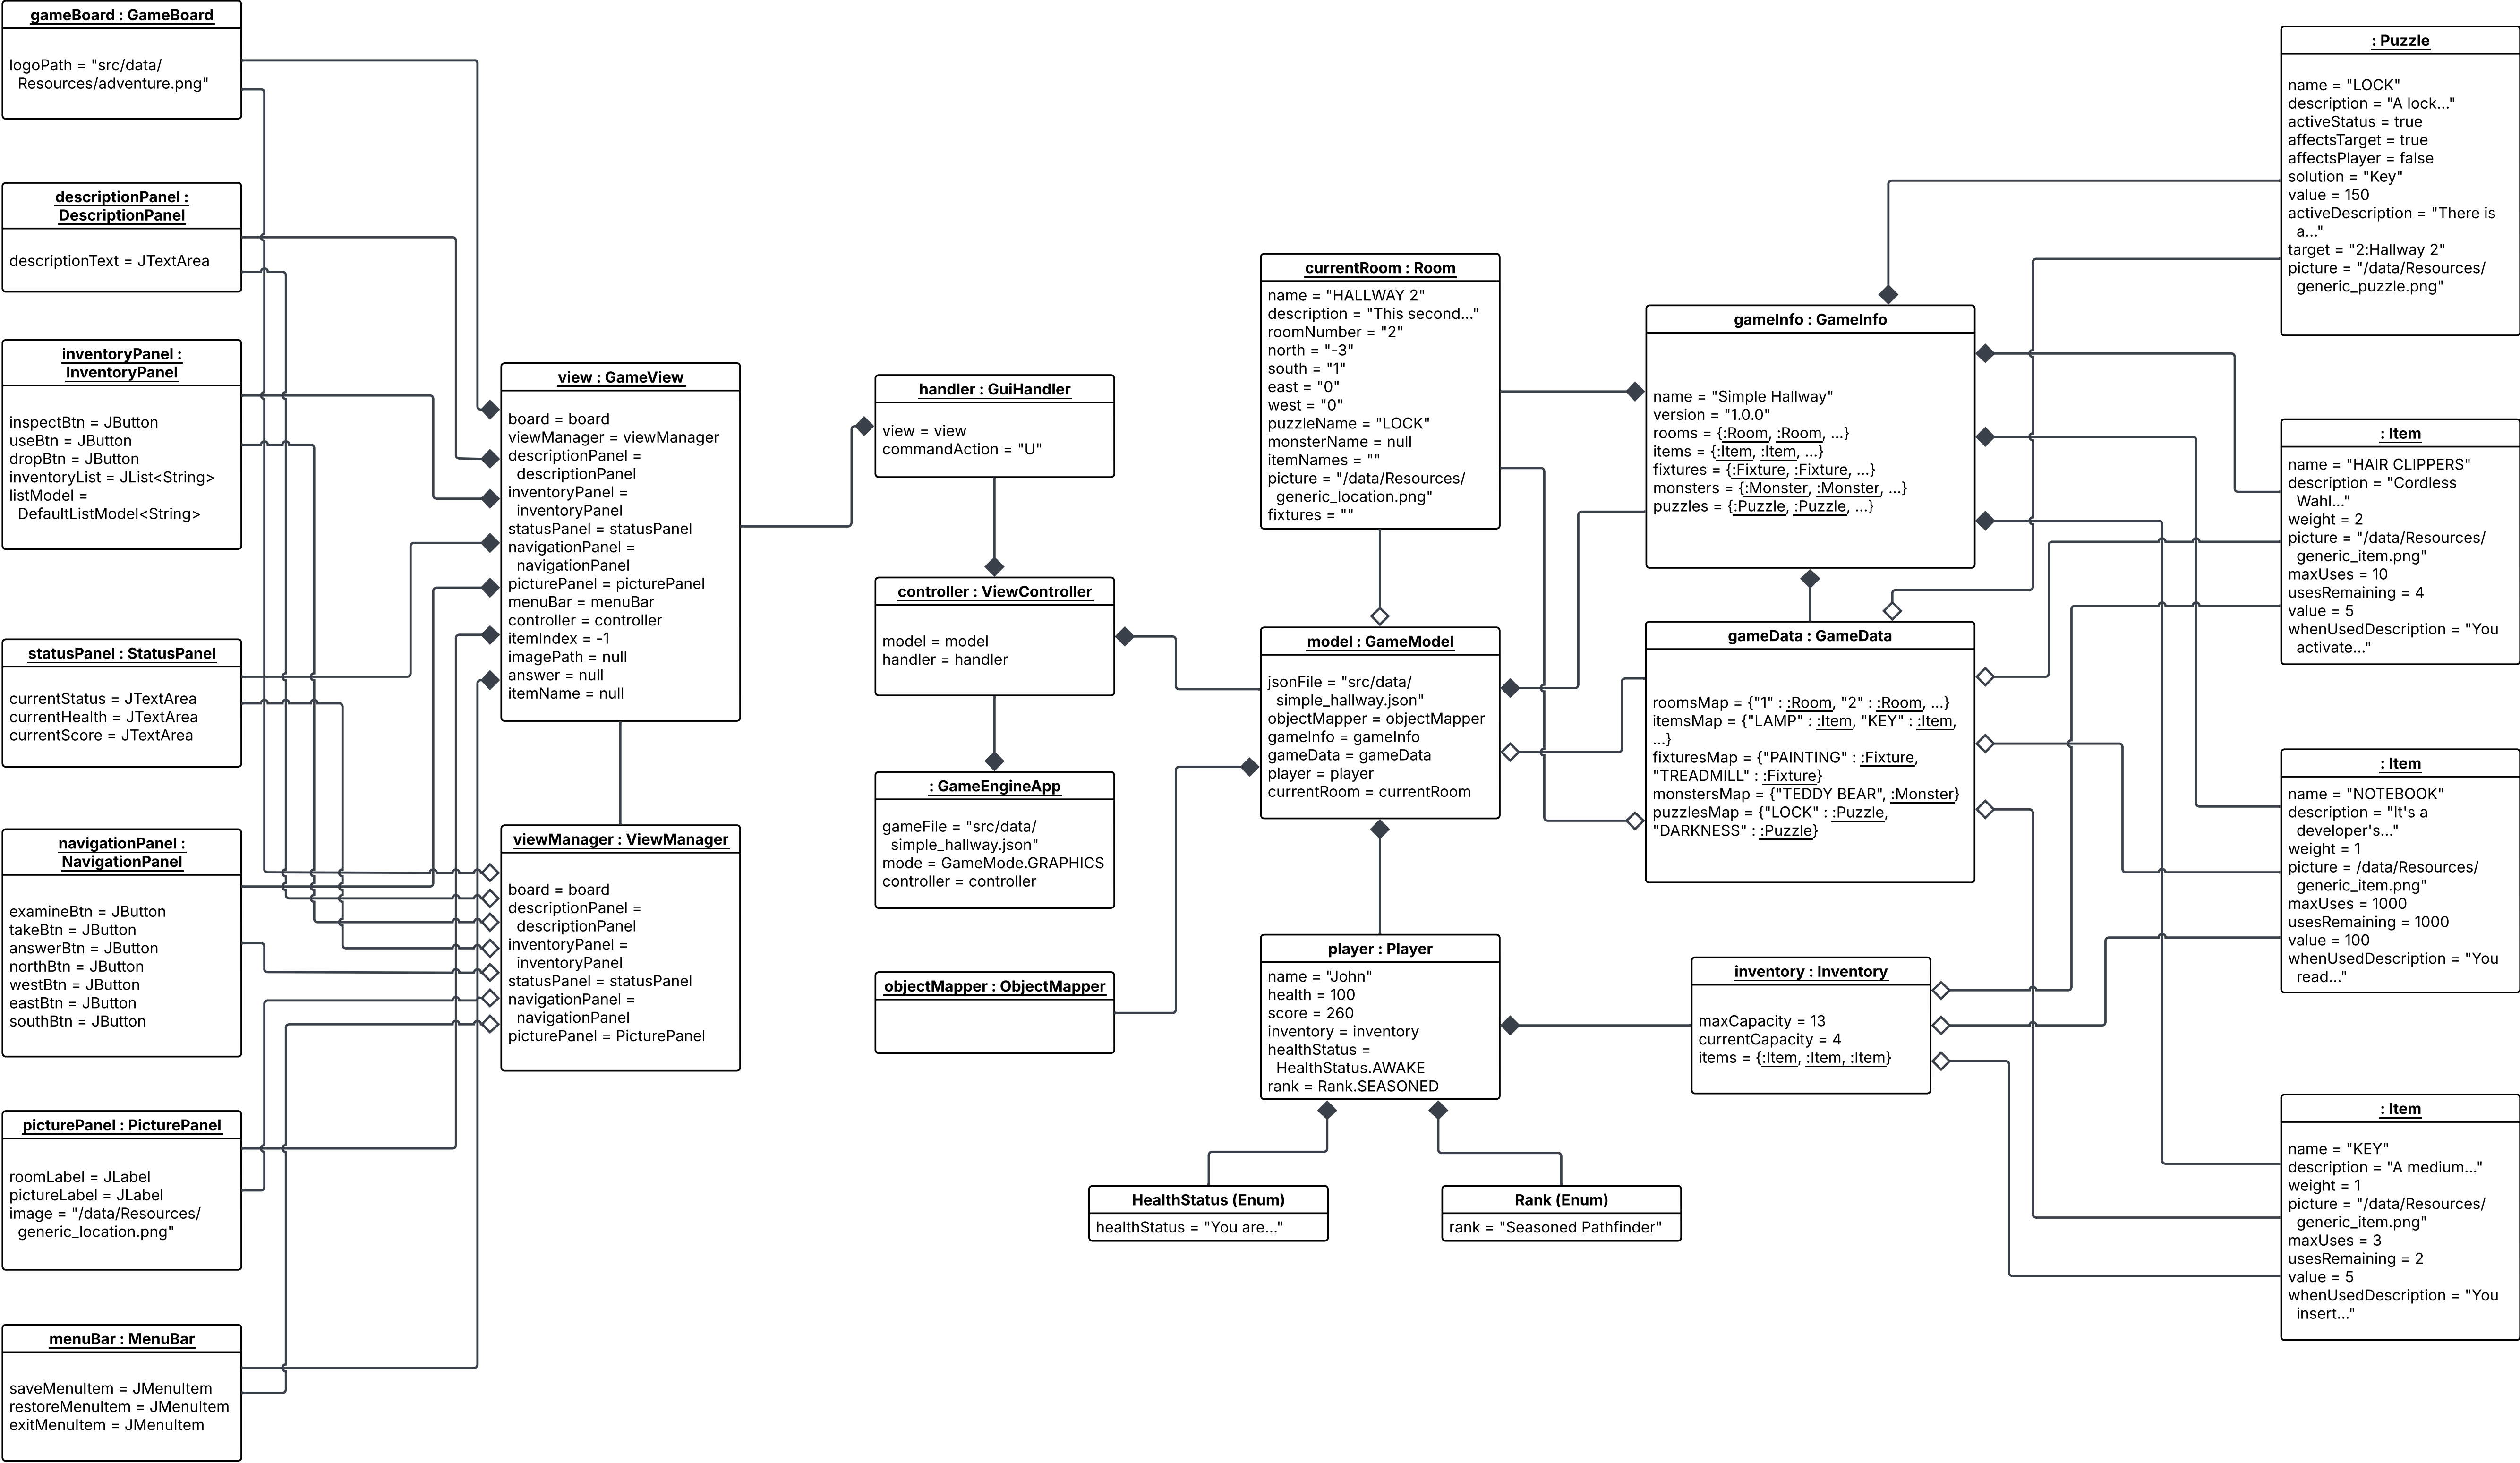 gameBoard : GameBoard
logoPath = "src/data/
Resources/adventure.png"
descriptionPanel :
DescriptionPanel
descriptionText = JTextArea
inventoryPanel :
InventoryPanel
inspectBtn = JButton
useBtn = JButton
dropBtn = JButton
inventoryList = JList<String>
listModel =
DefaultListModel<String>
statusPanel : StatusPanel
currentStatus = JTextArea
currentHealth = JTextArea
currentScore = JTextArea
navigationPanel :
NavigationPanel
examineBtn = JButton
takeBtn = JButton
answerBtn = JButton
northBtn = JButton
westBtn = JButton
eastBtn = JButton
southBtn = JButton
picturePanel : PicturePanel
roomLabel = JLabel
pictureLabel = JLabel
image = "/data/Resources/
generic_location.png"
menuBar : MenuBar
saveMenuItem = JMenuItem
restoreMenuItem = JMenuItem
exitMenuItem = JMenuItem
view : GameView
board = board
viewManager = viewManager
descriptionPanel =
descriptionPanel
inventoryPanel =
inventoryPanel
statusPanel = statusPanel
navigationPanel =
navigationPanel
picturePanel = picturePanel
menuBar = menuBar
controller = controller
itemIndex = -1
imagePath = null
answer = null
itemName = null
viewManager : ViewManager
board = board
descriptionPanel =
descriptionPanel
inventoryPanel =
inventoryPanel
statusPanel = statusPanel
navigationPanel =
navigationPanel
picturePanel = PicturePanel
handler : GuiHandler
view = view
commandAction = "U"
controller : ViewController
model = model
handler = handler
: GameEngineApp
gameFile = "src/data/
simple_hallway.json"
mode = GameMode.GRAPHICS
controller = controller
objectMapper : ObjectMapper
currentRoom : Room
name = "HALLWAY 2"
description = "This second..."
roomNumber = "2"
north = "-3"
south = "1"
east = "0"
west = "0"
puzzleName = "LOCK"
monsterName = null
itemNames = ""
picture = "/data/Resources/
generic_location.png"
fixtures = ""
model : GameModel
jsonFile = "src/data/
simple_hallway.json"
objectMapper = objectMapper
gameInfo = gameInfo
gameData = gameData
player = player
currentRoom = currentRoom
player : Player
name = "John"
health = 100
score = 260
inventory = inventory
healthStatus =
HealthStatus.AWAKE
rank = Rank.SEASONED
HealthStatus (Enum)
healthStatus = "You are..."
Rank (Enum)
rank = "Seasoned Pathfinder"
gameInfo : GameInfo
name = "Simple Hallway"
version = "1.0.0"
rooms = {:Room, :Room, ...}
items = {:Item, :Item, ...}
fixtures = {:Fixture, :Fixture, ...}
monsters = {:Monster, :Monster, ...}
puzzles = {:Puzzle, :Puzzle, ...}
gameData : GameData
roomsMap = {"1" : :Room, "2" : :Room, ...}
itemsMap = {"LAMP" : :Item, "KEY" : :Item,
...}
fixturesMap = {"PAINTING" : :Fixture,
"TREADMILL" : :Fixture}
monstersMap = {"TEDDY BEAR", :Monster}
puzzlesMap = {"LOCK" : :Puzzle,
"DARKNESS" : :Puzzle}
inventory : Inventory
maxCapacity = 13
currentCapacity = 4
items = {:Item, :Item, :Item}
: Puzzle
name = "LOCK"
description = "A lock..."
activeStatus = true
affectsTarget = true
affectsPlayer = false
solution = "Key"
value = 150
activeDescription = "There is
a..."
target = "2:Hallway 2"
picture = "/data/Resources/
generic_puzzle.png"
: Item
name = "HAIR CLIPPERS"
description = "Cordless
Wahl..."
weight = 2
picture = "/data/Resources/
generic_item.png"
maxUses = 10
usesRemaining = 4
value = 5
whenUsedDescription = "You
activate..."
: Item
name = "NOTEBOOK"
description = "It's a
developer's..."
weight = 1
picture = /data/Resources/
generic_item.png"
maxUses = 1000
usesRemaining = 1000
value = 100
whenUsedDescription = "You
read..."
: Item
name = "KEY"
description = "A medium..."
weight = 1
picture = "/data/Resources/
generic_item.png"
maxUses = 3
usesRemaining = 2
value = 5
whenUsedDescription = "You
insert..."